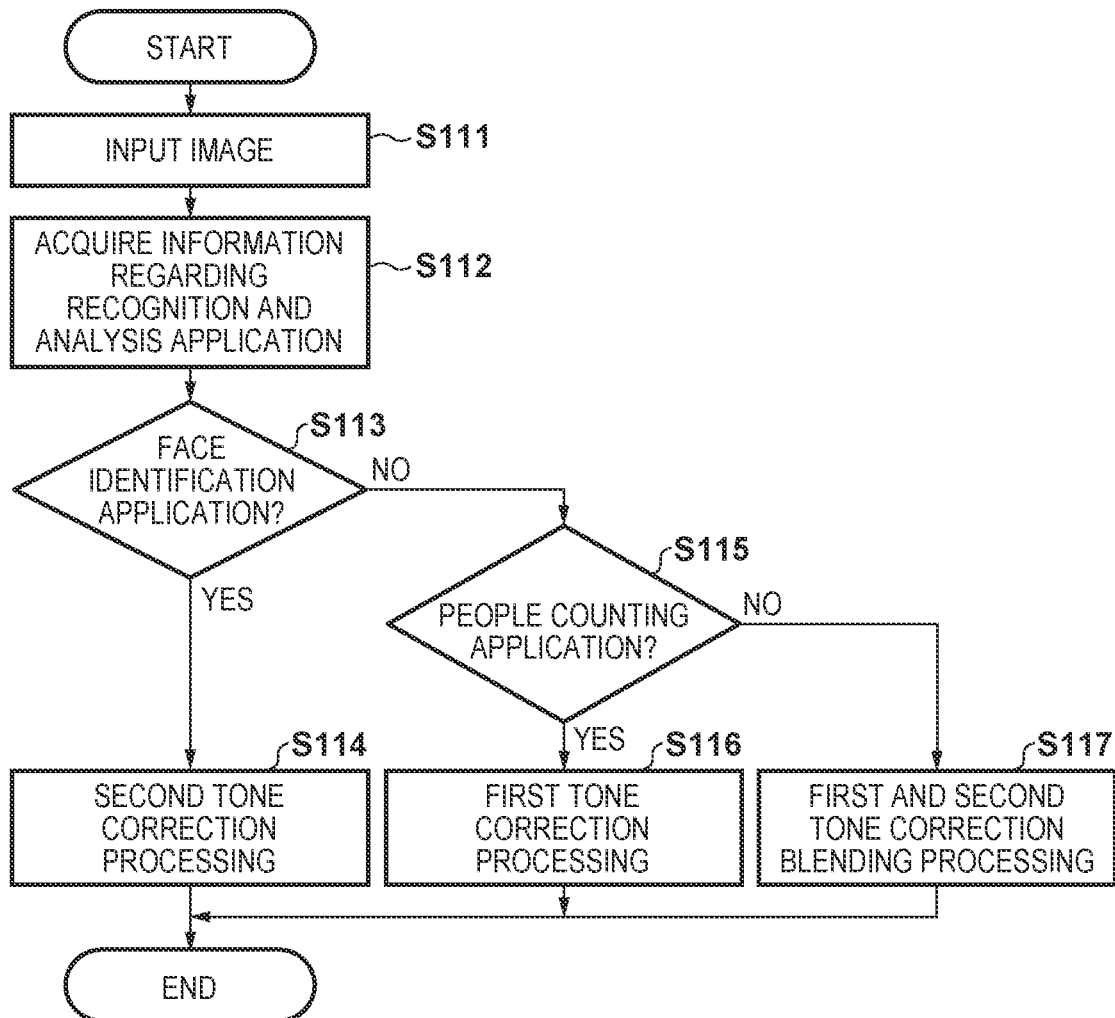 START
INPUT IMAGE
S111
ACQUIRE INFORMATION
REGARDING
RECOGNITION AND
ANALYSIS APPLICATION
S112
FACE
IDENTIFICATION
APPLICATION?
S113
NO
YES
PEOPLE COUNTING
APPLICATION?
S115
NO
YES
SECOND TONE
CORRECTION
PROCESSING
S114
FIRST TONE
CORRECTION
PROCESSING
S116
FIRST AND SECOND
TONE CORRECTION
BLENDING PROCESSING
S117
END